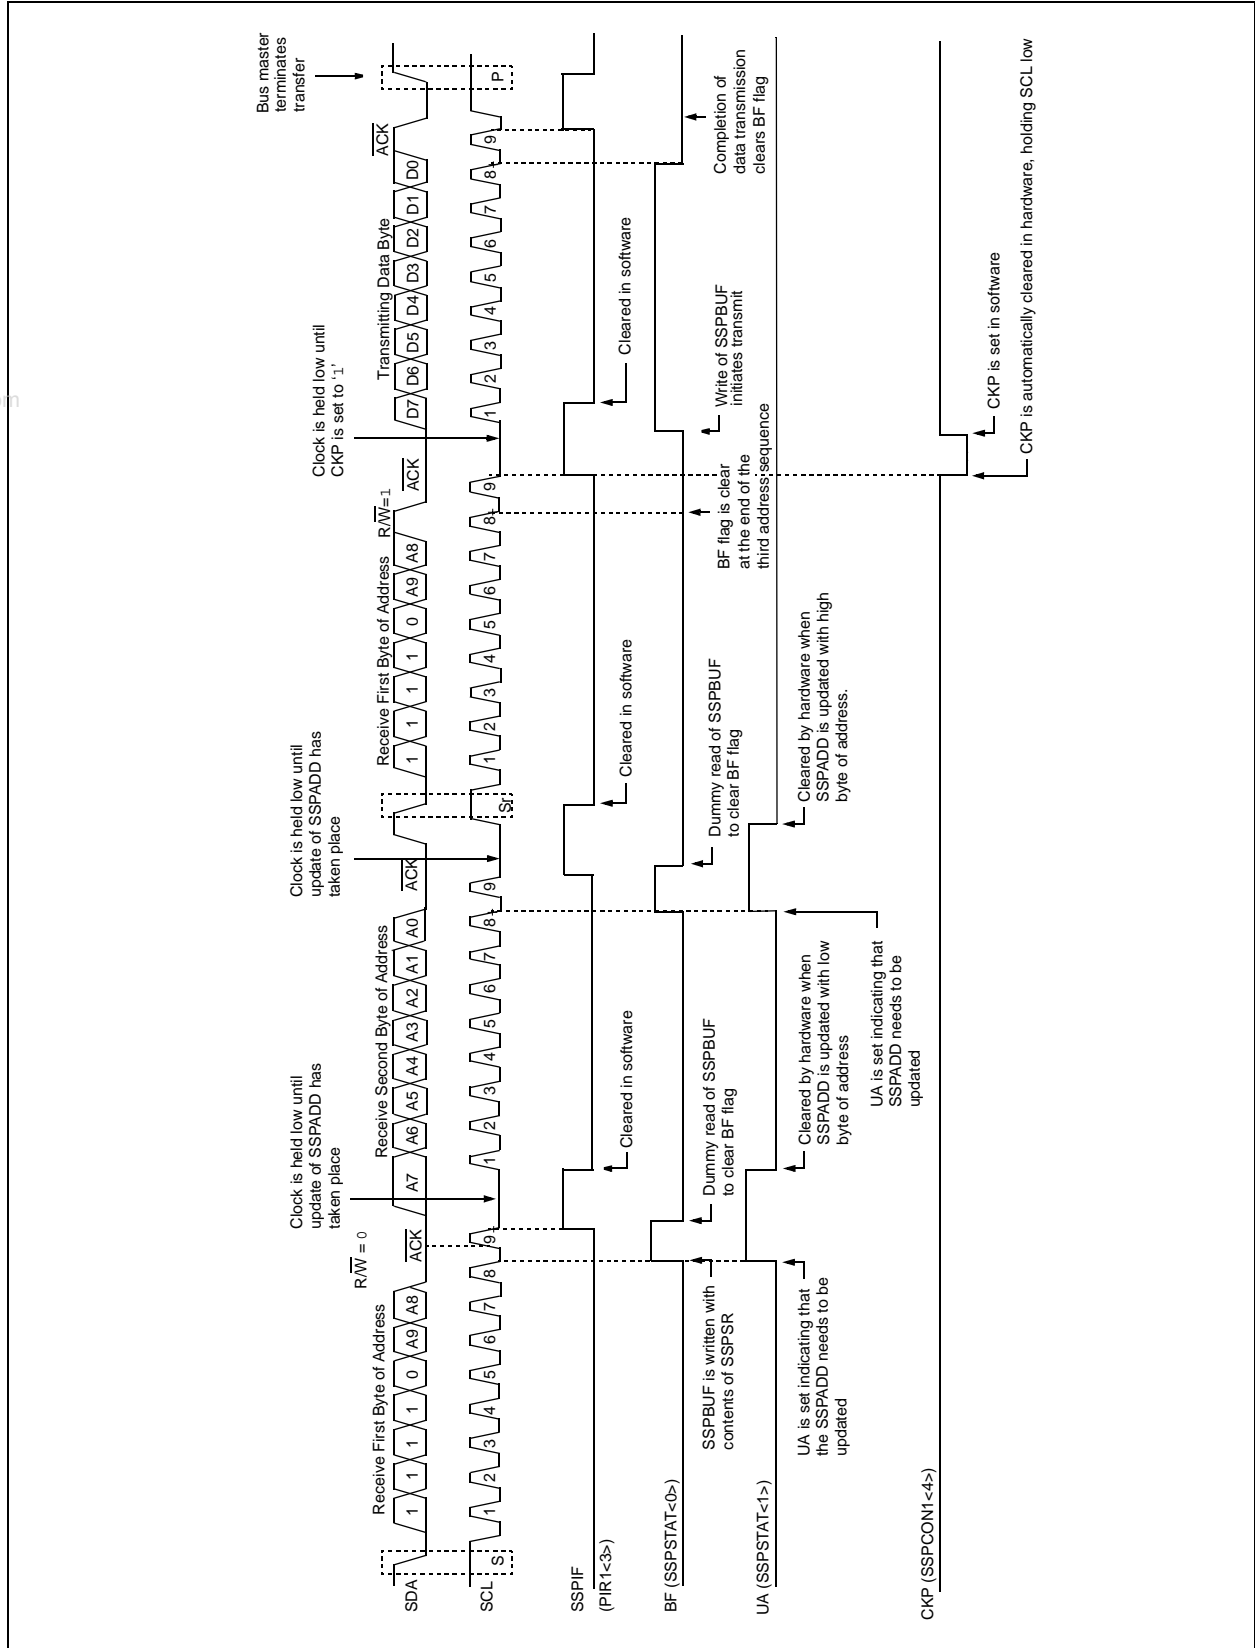 Bus master
terminates
transfer
Clock is held low until
CKP is set to ‘1’
Clock is held low until
update of SSPADD has
taken place
Clock is held low until
update of SSPADD has
taken place
R/W = 0
ACK
ACK
R/W=1
ACK
ACK
Receive First Byte of Address
Receive Second Byte of Address
Receive First Byte of Address
Transmitting Data Byte
SDA
1 1 1 1 0 A9 A8
A7 A6 A5 A4 A3 A2 A1 A0
1 1 1 1 0 A9 A8
D7 D6 D5 D4 D3 D2 D1 D0
SCL
S 1 2 3 4 5 6 7 8 9
1 2 3 4 5 6 7 8 9
Sr 1 2 3 4 5 6 7 8 9
1 2 3 4 5 6 7 8 9 P
SSPIF
(PIR1<3>)
Cleared in software
Cleared in software
Cleared in software
BF (SSPSTAT<0>)
SSPBUF is written with
contents of SSPSR
Dummy read of SSPBUF
to clear BF flag
Dummy read of SSPBUF
to clear BF flag
BF flag is clear
at the end of the
third address sequence
Write of SSPBUF
initiates transmit
Completion of
data transmission
clears BF flag
UA (SSPSTAT<1>)
UA is set indicating that
the SSPADD needs to be
updated
Cleared by hardware when
SSPADD is updated with low
byte of address
UA is set indicating that
SSPADD needs to be
updated
Cleared by hardware when
SSPADD is updated with high
byte of address.
CKP (SSPCON1<4>)
CKP is set in software
CKP is automatically cleared in hardware, holding SCL low